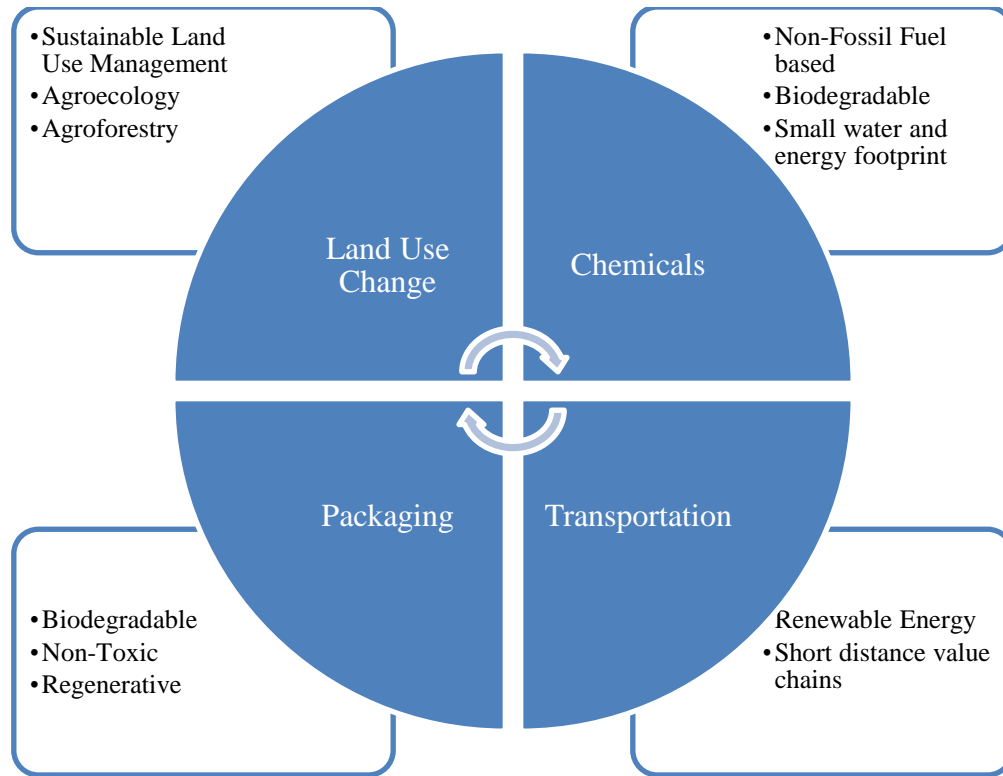 •Sustainable Land
Use Management
•Agroecology
•Agroforestry
•Non-Fossil Fuel
based
•Biodegradable
•Small water and
energy footprint
Land Use
Change
Chemicals
Packaging
Transportation
•Biodegradable
•Non-Toxic
•Regenerative
Renewable Energy
•Short distance value
chains